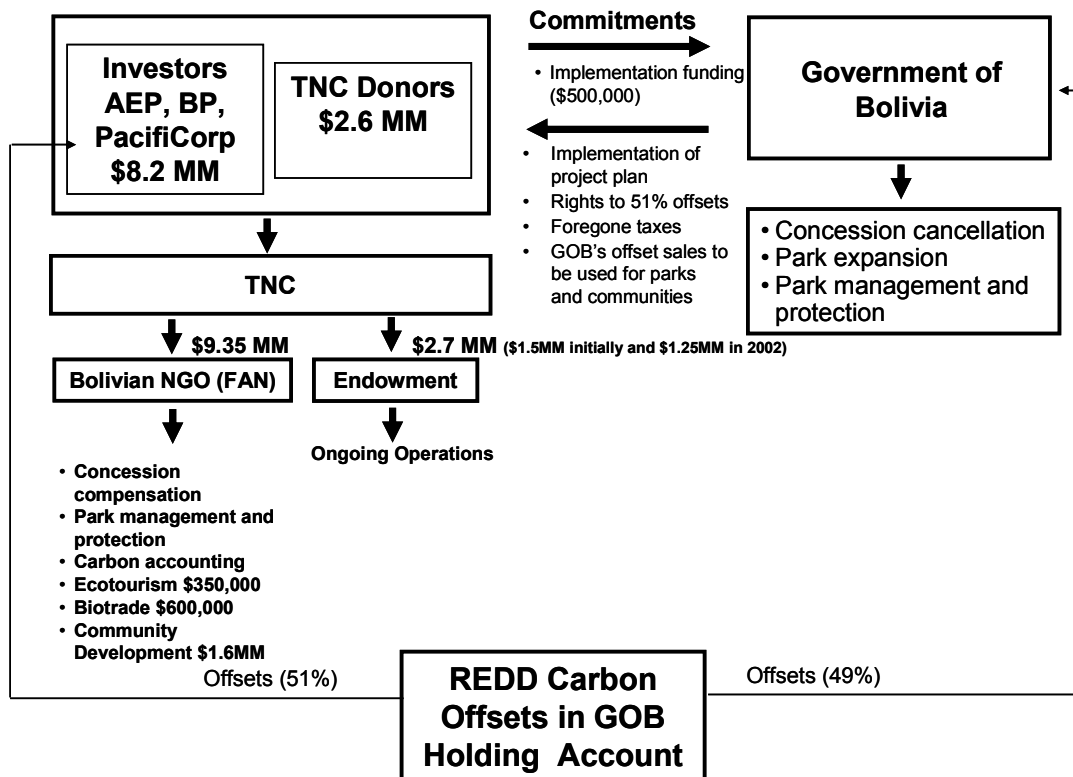 Investors
AEP, BP,
PacifiCorp
$8.2 MM
TNC Donors
$2.6 MM
Commitments
• Implementation funding
($500,000)
• Implementation of
project plan
• Rights to 51% offsets
• Foregone taxes
• GOB's offset sales to
be used for parks
and communities
Government of
Bolivia
• Concession cancellation
• Park expansion
• Park management and
protection
TNC
$9.35 MM
$2.7 MM ($1.5MM initially and $1.25MM in 2002)
Bolivian NGO (FAN)
Endowment
Ongoing Operations
• Concession
compensation
• Park management and
protection
• Carbon accounting
• Ecotourism $350,000
• Biotrade $600,000
• Community
Development $1.6MM
Offsets (51%)
REDD Carbon
Offsets in GOB
Holding Account
Offsets (49%)